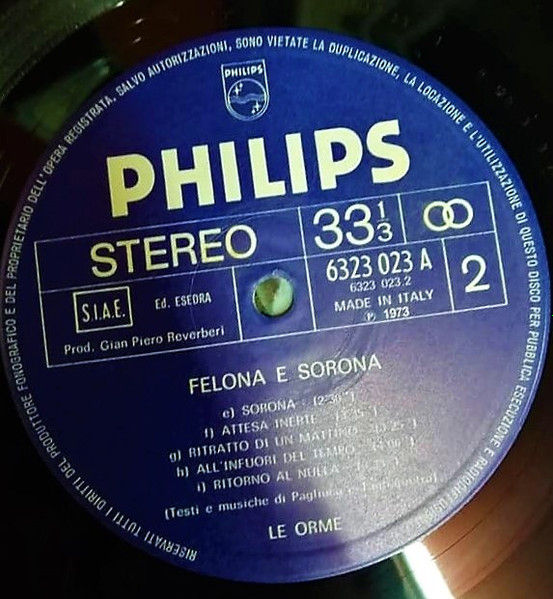 RISERVATI TUTTI I DIRITTI DEL PRODUTTORE FONOGRAFICO E DEL PROPRIETARIO DELL'OPERA REGISTRATA. SALVO AUTORIZZAZIONI, SONO VIETATE LA DUPLICAZIONE, LA LOCAZIONE E L'UTILIZZAZIONE DI QUESTO DISCO PER PUBBLICA ESECUZIONE E
PHILIPS
PHILIPS
STEREO
33 1/3
S.I.A.E.
Ed. ESEDRA
6323 023 A
6323 023.2
MADE IN ITALY
Ⓟ 1973
2
Prod. Gian Piero Reverberi
FELONA E SORONA
e) SORONA
f) ATTESA INERTE
g) RITRATTO DI UN MATTINO
h) ALL'INFUORI DEL TEMPO
i) RITORNO AL NULLA
(Testi e musiche di Pagliuca e
LE ORME